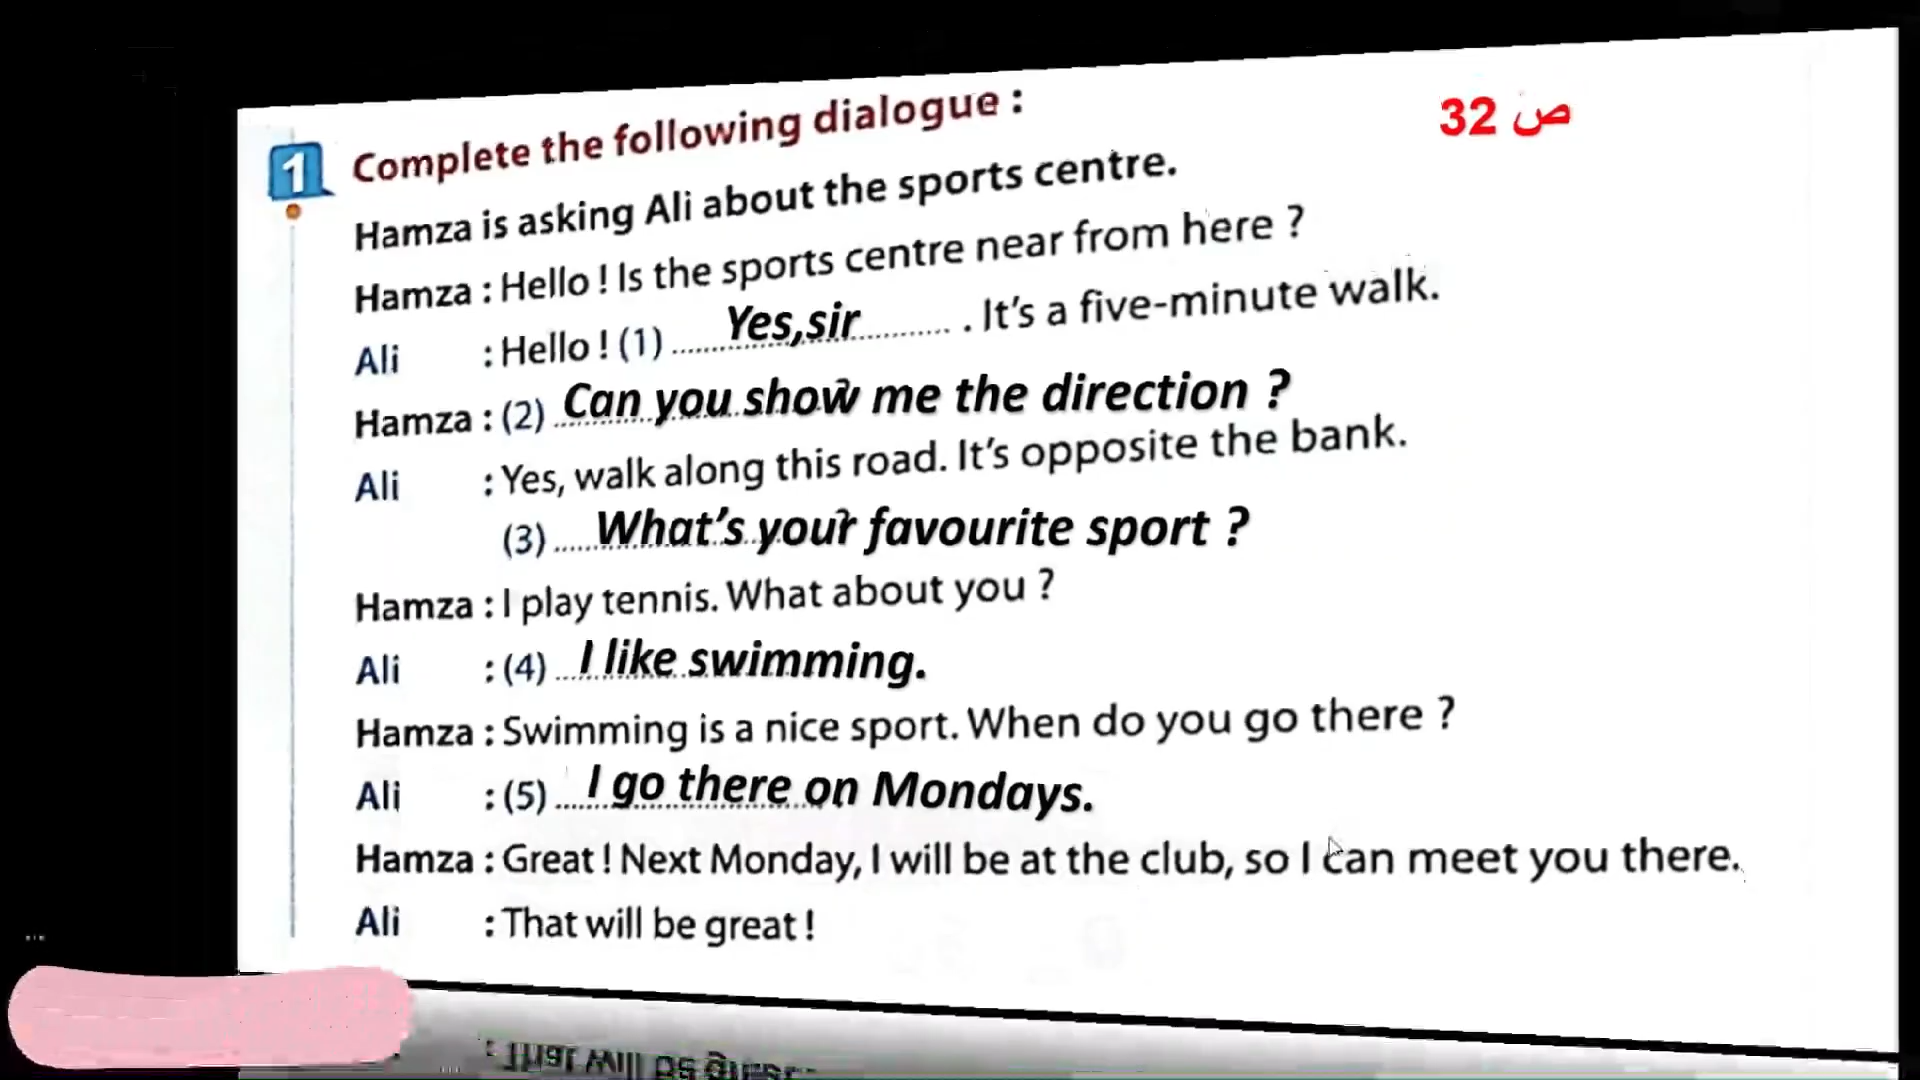 ص 32
1 Complete the following dialogue :
Hamza is asking Ali about the sports centre.
Hamza : Hello ! Is the sports centre near from here ?
Ali : Hello ! (1) ........ Yes,sir ........ . It's a five-minute walk.
Hamza : (2) Can you show me the direction ?
Ali : Yes, walk along this road. It's opposite the bank.
(3) ..... What's your favourite sport ?
Hamza : I play tennis. What about you ?
Ali : (4) ... I like swimming.
Hamza : Swimming is a nice sport. When do you go there ?
Ali : (5) .... I go there on Mondays.
Hamza : Great ! Next Monday, I will be at the club, so I can meet you there.
Ali : That will be great !